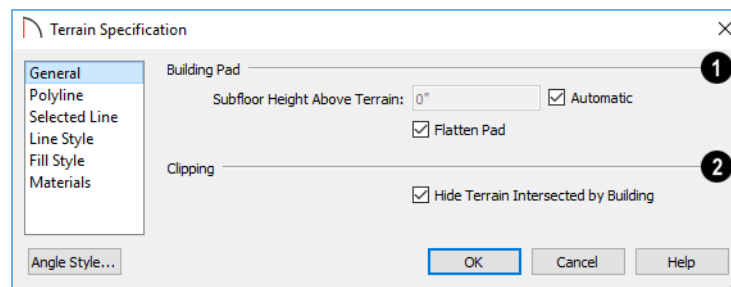 Terrain Specification
General
Polyline
Selected Line
Line Style
Fill Style
Materials
Building Pad
1
Subfloor Height Above Terrain: 0" Automatic
Flatten Pad
Clipping
2
Hide Terrain Intersected by Building
Angle Style... OK Cancel Help